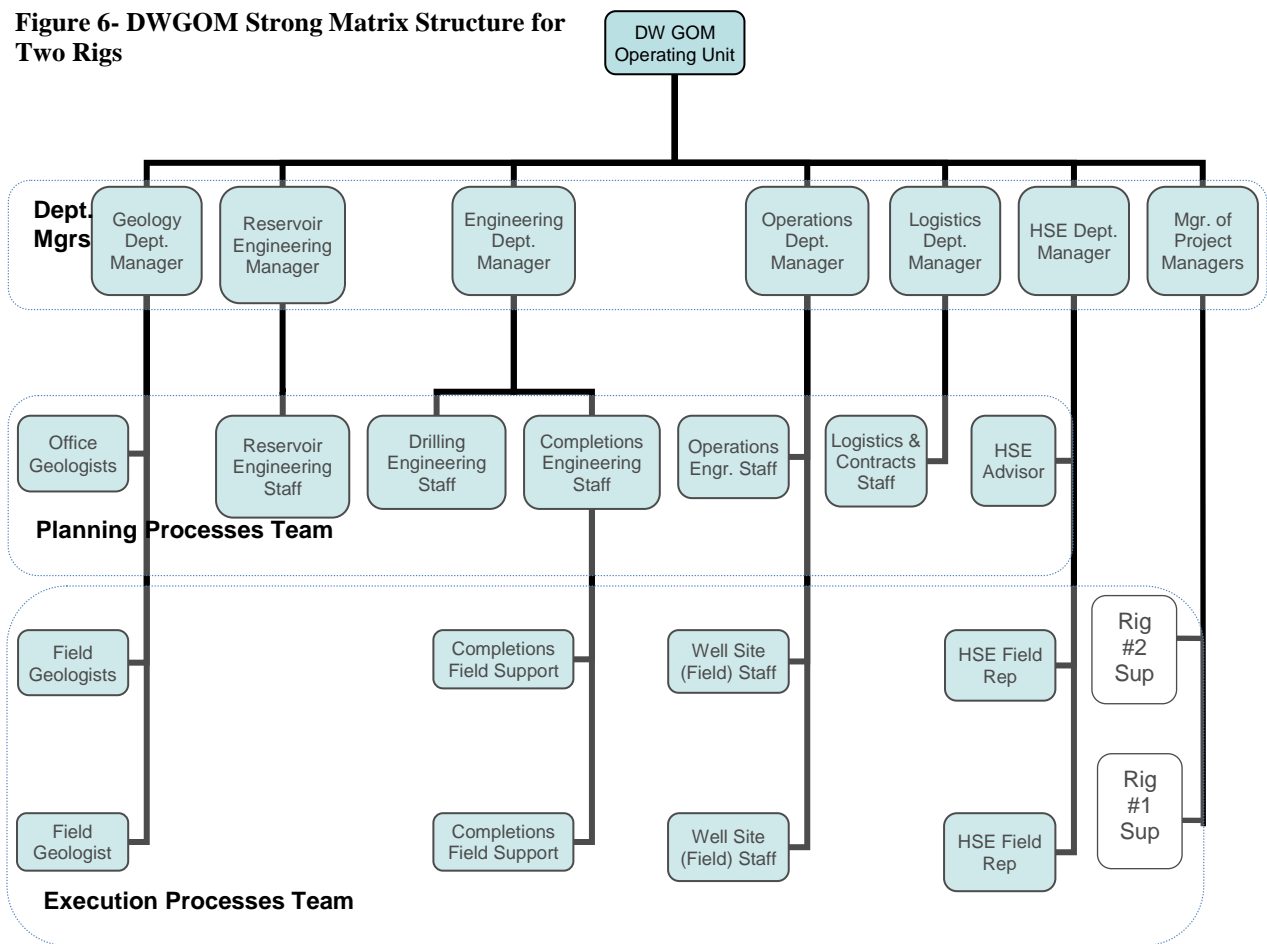 Figure 6- DWGOM Strong Matrix Structure for
Two Rigs
DW GOM
Operating Unit
Dept.
Mgrs
Geology
Dept.
Manager
Reservoir
Engineering
Manager
Engineering
Dept.
Manager
Operations
Dept.
Manager
Logistics
Dept.
Manager
HSE Dept.
Manager
Mgr. of
Project
Managers
Office
Geologists
Reservoir
Engineering
Staff
Drilling
Engineering
Staff
Completions
Engineering
Staff
Operations
Engr. Staff
Logistics &
Contracts
Staff
HSE
Advisor
Planning Processes Team
Field
Geologists
Completions
Field Support
Well Site
(Field) Staff
HSE Field
Rep
Rig
#2
Sup
Field
Geologist
Completions
Field Support
Well Site
(Field) Staff
HSE Field
Rep
Rig
#1
Sup
Execution Processes Team